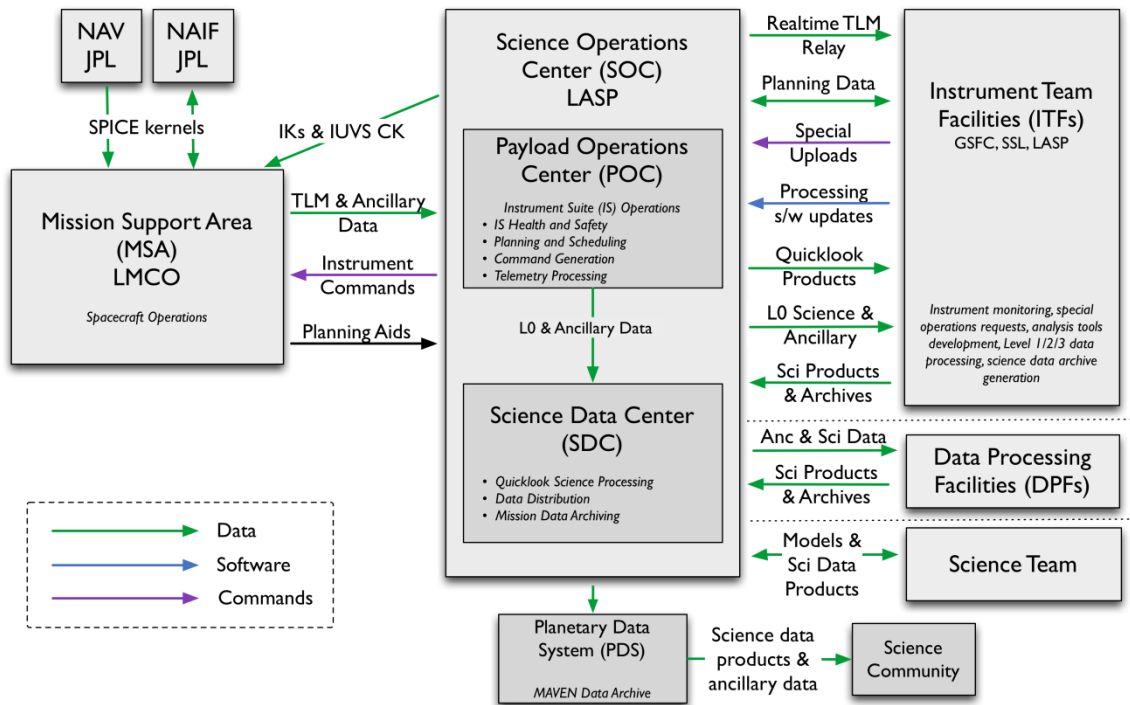 NAV
JPL
NAIF
JPL
SPICE kernels
IKs & IUVS CK
Mission Support Area
(MSA)
LMCO
Spacecraft Operations
TLM & Ancillary
Data
Instrument
Commands
Planning Aids
Science Operations
Center (SOC)
LASP
Payload Operations
Center (POC)
Instrument Suite (IS) Operations
• IS Health and Safety
• Planning and Scheduling
• Command Generation
• Telemetry Processing
L0 & Ancillary Data
Science Data Center
(SDC)
• Quicklook Science Processing
• Data Distribution
• Mission Data Archiving
Realtime TLM
Relay
Planning Data
Special
Uploads
Processing
s/w updates
Quicklook
Products
L0 Science &
Ancillary
Sci Products
& Archives
Instrument Team
Facilities (ITFs)
GSFC, SSL, LASP
Instrument monitoring, special
operations requests, analysis tools
development, Level 1/2/3 data
processing, science data archive
generation
Anc & Sci Data
Sci Products
& Archives
Data Processing
Facilities (DPFs)
Models &
Sci Data
Products
Science Team
Data
Software
Commands
Planetary Data
System (PDS)
MAVEN Data Archive
Science data
products &
ancillary data
Science
Community